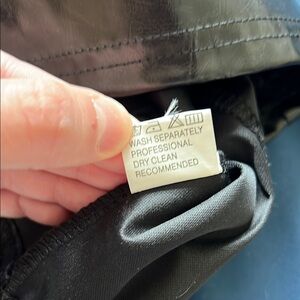 WASH SEPARATELY
PROFESSIONAL
DRY CLEAN
RECOMMENDED